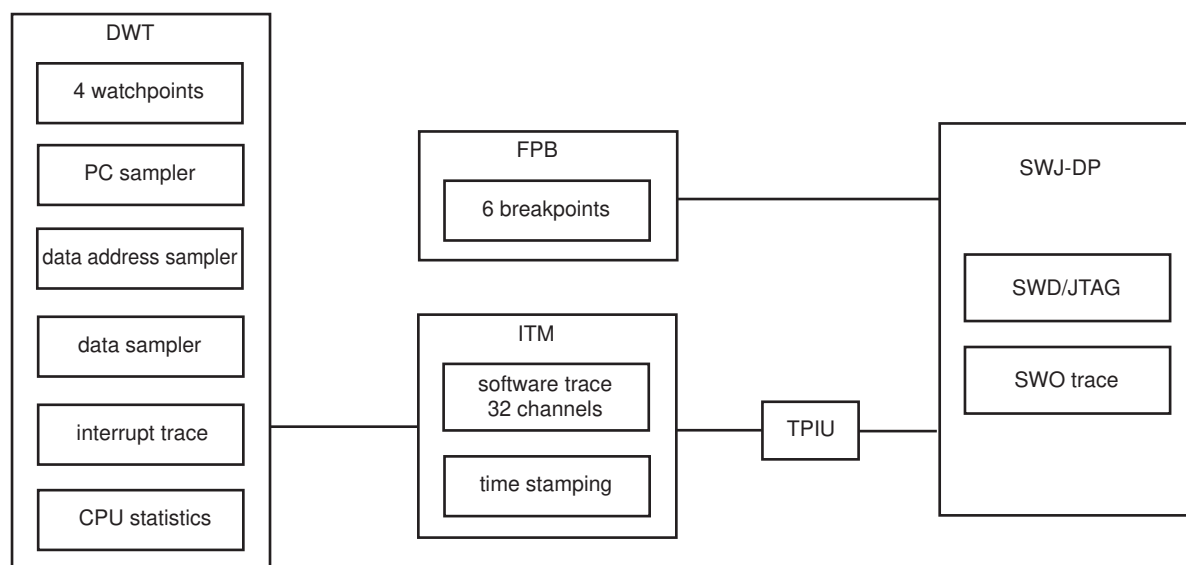 DWT
4 watchpoints
PC sampler
data address sampler
data sampler
interrupt trace
CPU statistics
FPB
6 breakpoints
ITM
software trace
32 channels
time stamping
TPIU
SWJ-DP
SWD/JTAG
SWO trace